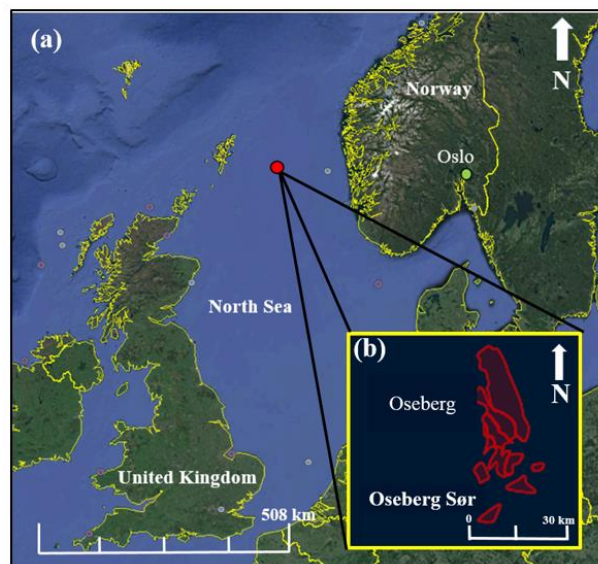 (a)
N
Norway
Oslo
North Sea
United Kingdom
508 km
(b)
N
Oseberg
Oseberg Sør
0 30 km